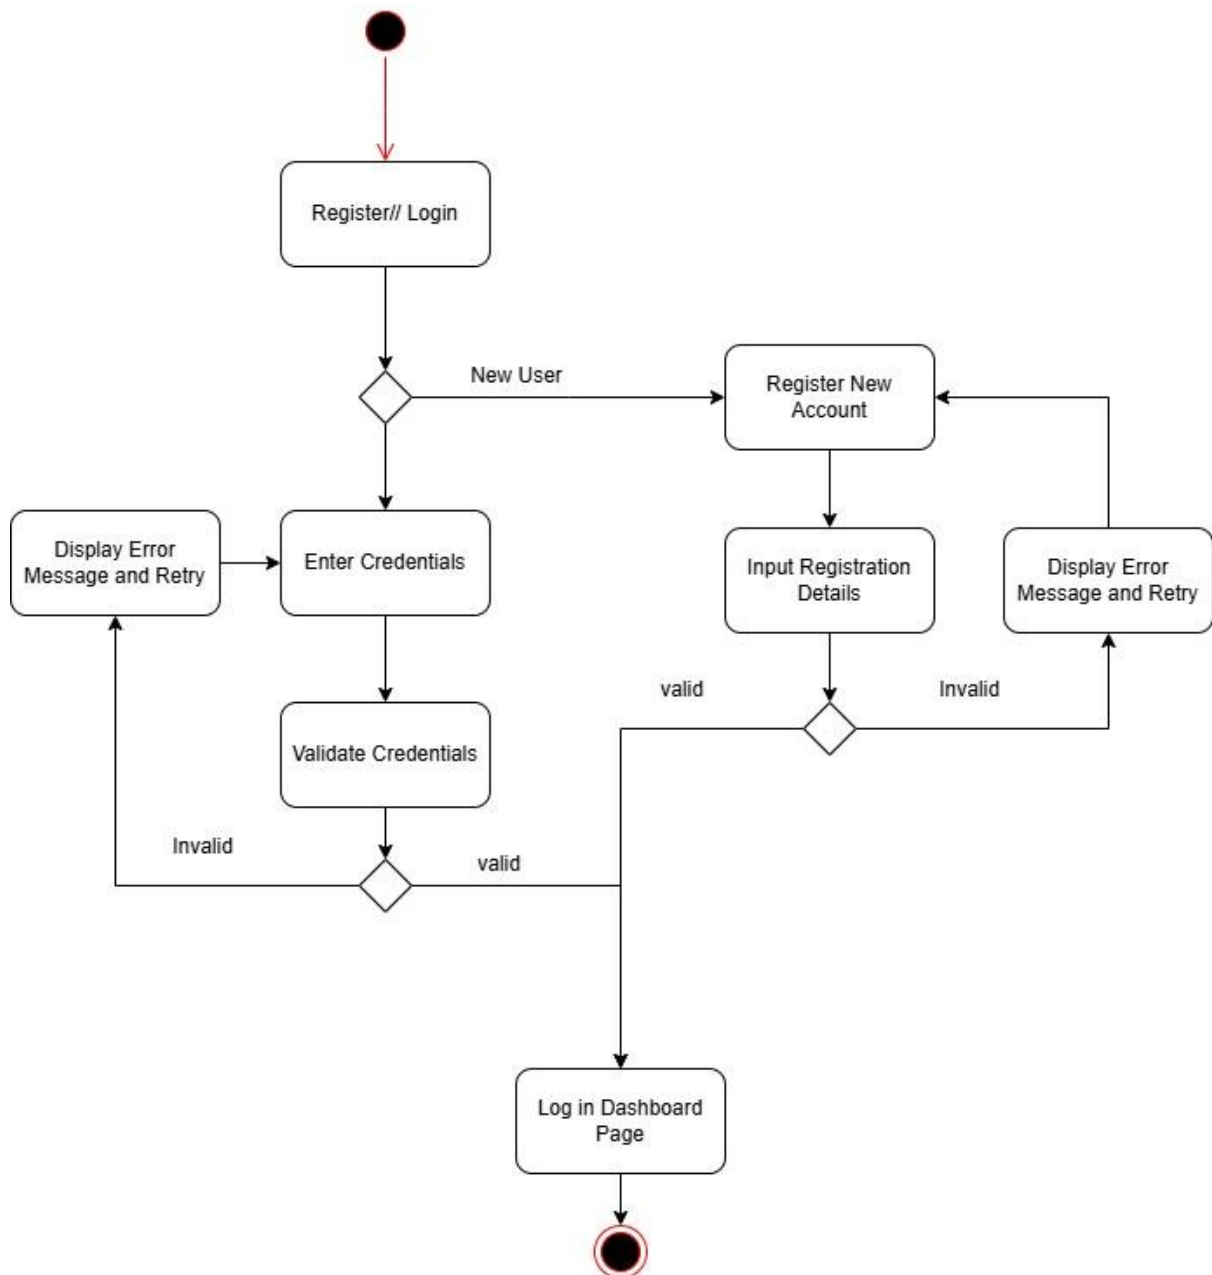 Register// Login
New User
Register New
Account
Display Error
Message and Retry
Enter Credentials
Input Registration
Details
Display Error
Message and Retry
valid
Invalid
Validate Credentials
Invalid
valid
Log in Dashboard
Page